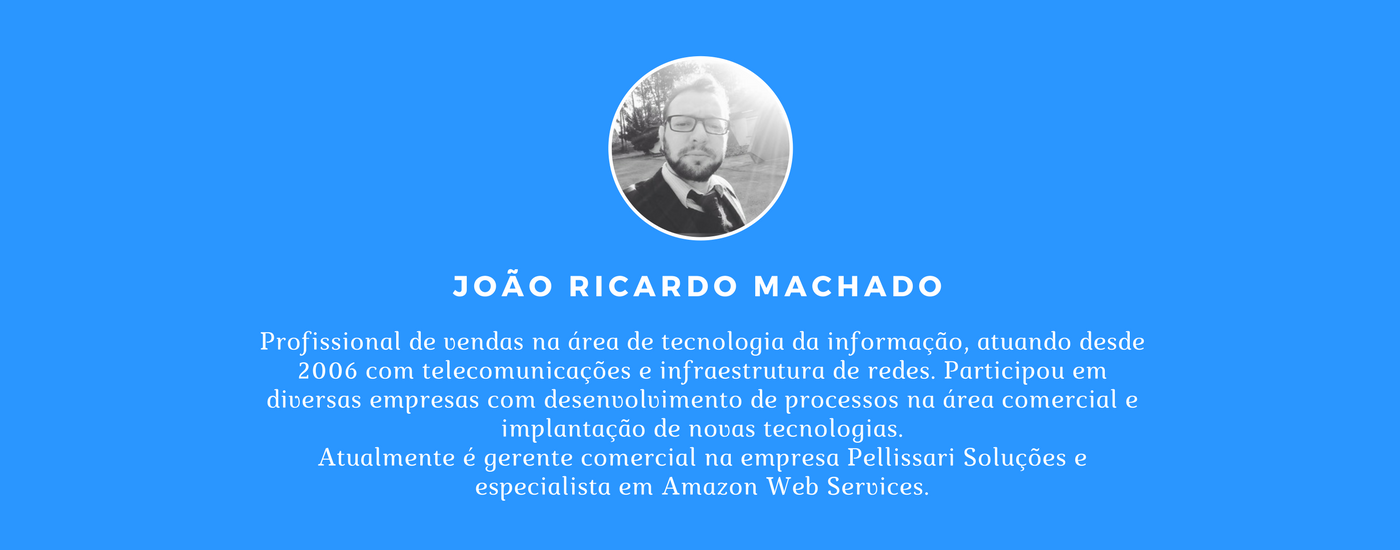 JOÃO RICARDO MACHADO
Profissional de vendas na área de tecnologia da informação, atuando desde
2006 com telecomunicações e infraestrutura de redes. Participou em
diversas empresas com desenvolvimento de processos na área comercial e
implantação de novas tecnologias.
Atualmente é gerente comercial na empresa Pellissari Soluções e
especialista em Amazon Web Services.